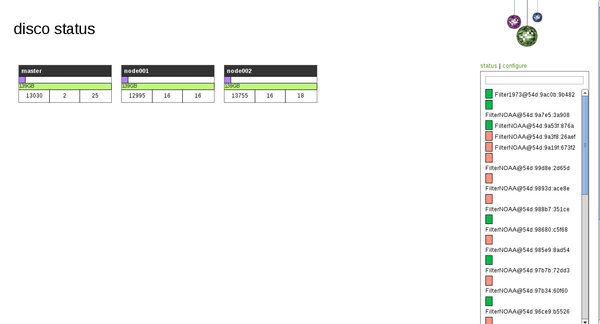 disco status
master
139GB
13030 2 25
node001
139GB
12995 16 16
node002
139GB
13755 16 18
status | configure
Filter1973@54d:9ac0b:9b482
FilterNOAA@54d:9a7e5:3a908
FilterNOAA@54d:9a53f:876a
FilterNOAA@54d:9a3f8:26aef
FilterNOAA@54d:9a19f:673f2
FilterNOAA@54d:99d8e:2d65d
FilterNOAA@54d:9893d:ace8e
FilterNOAA@54d:988b7:351ce
FilterNOAA@54d:98680:c5f68
FilterNOAA@54d:985e9:8ad54
FilterNOAA@54d:97b7b:72dd3
FilterNOAA@54d:97b34:60f60
FilterNOAA@54d:96ce9:b5526